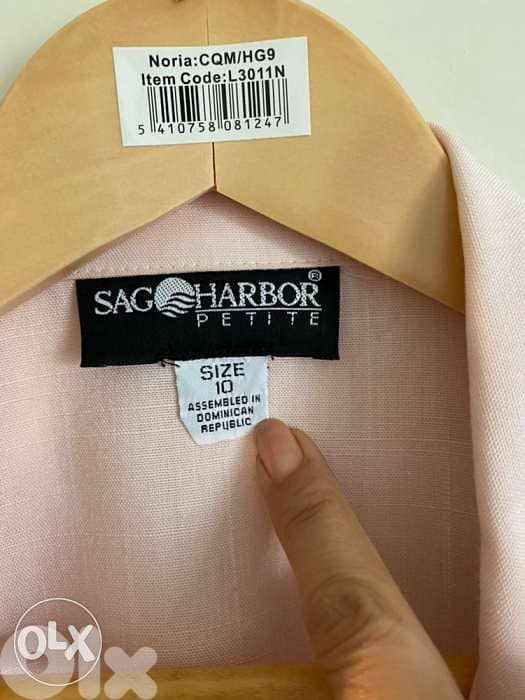 Noria:CQM/HG9
Item Code:L3011N
5 410758 081247
SAG HARBOR ®
PETITE
SIZE
10
ASSEMBLED IN
DOMINICAN
REPUBLIC
OLX
OLX